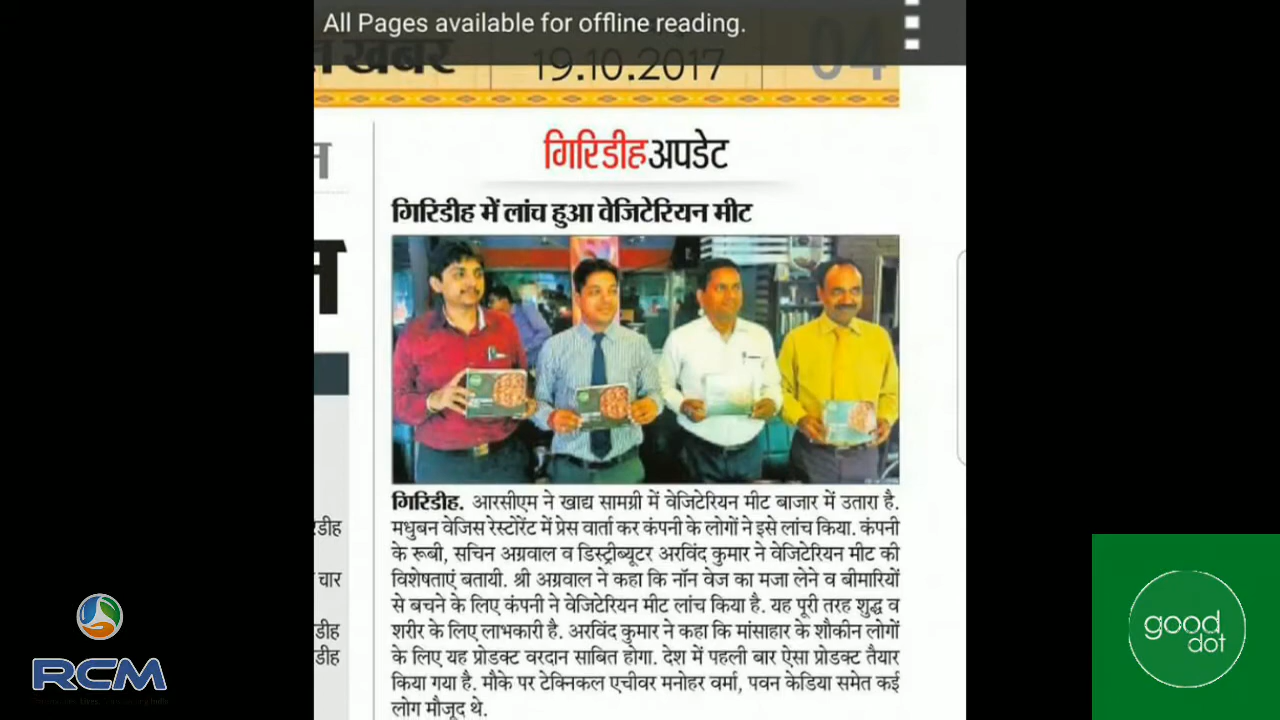 All Pages available for offline reading.
खबर
19.10.2017
04
गिरिडीह अपडेट
गिरिडीह में लांच हुआ वेजिटेरियन मीट
गिरिडीह. आरसीएम ने खाद्य सामग्री में वेजिटेरियन मीट बाजार में उतारा है.
मधुबन वेजिस रेस्टोरेंट में प्रेस वार्ता कर कंपनी के लोगों ने इसे लांच किया. कंपनी
के रूबी, सचिन अग्रवाल व डिस्ट्रीब्यूटर अरविंद कुमार ने वेजिटेरियन मीट की
विशेषताएं बतायी. श्री अग्रवाल ने कहा कि नॉन वेज का मजा लेने व बीमारियों
से बचने के लिए कंपनी ने वेजिटेरियन मीट लांच किया है. यह पूरी तरह शुद्ध व
शरीर के लिए लाभकारी है. अरविंद कुमार ने कहा कि मांसाहार के शौकीन लोगों
के लिए यह प्रोडक्ट वरदान साबित होगा. देश में पहली बार ऐसा प्रोडक्ट तैयार
किया गया है. मौके पर टेक्निकल एचीवर मनोहर वर्मा, पवन केडिया समेत कई
लोग मौजूद थे.
डीह
चार
डीह
डीह
RCM
good
dot